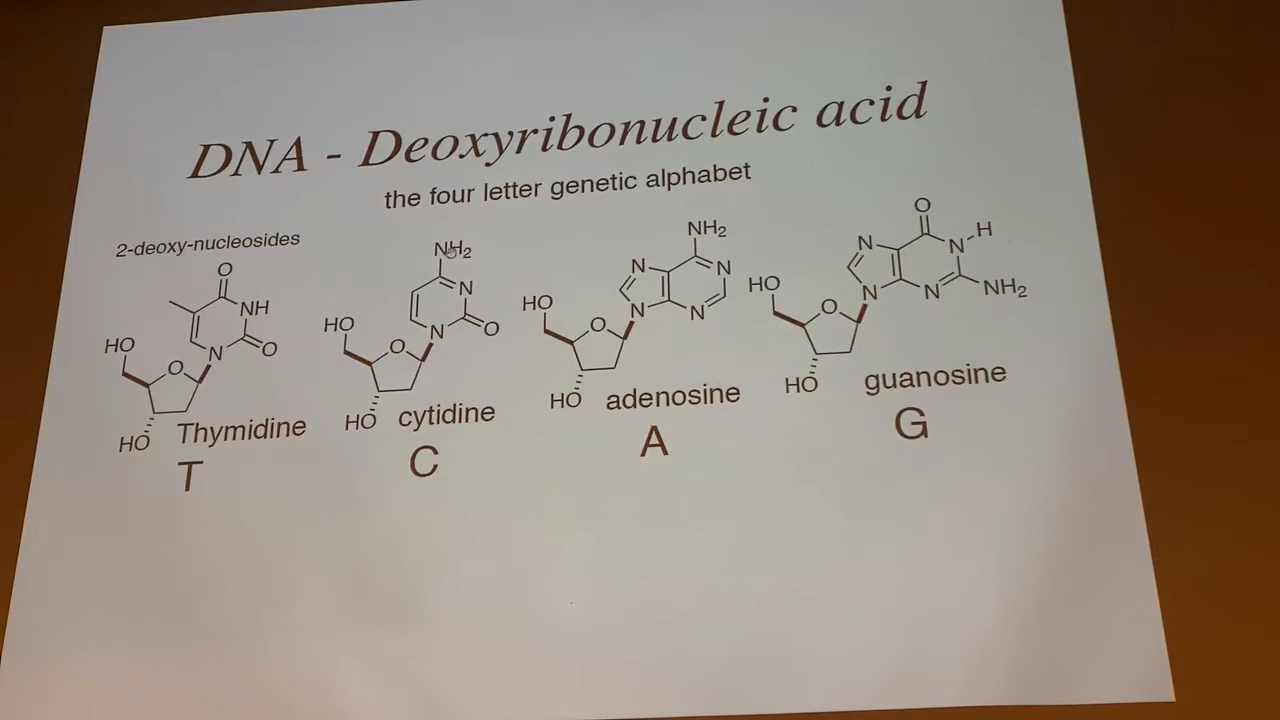 DNA - Deoxyribonucleic acid
the four letter genetic alphabet
2-deoxy-nucleosides
O
NH
O
N
O
HO
HO
Thymidine
T
NH2
N
O
N
O
HO
HO
cytidine
C
NH2
N
N
N
N
O
HO
HO
adenosine
A
O
N
N
H
N
N
NH2
O
HO
HO
guanosine
G